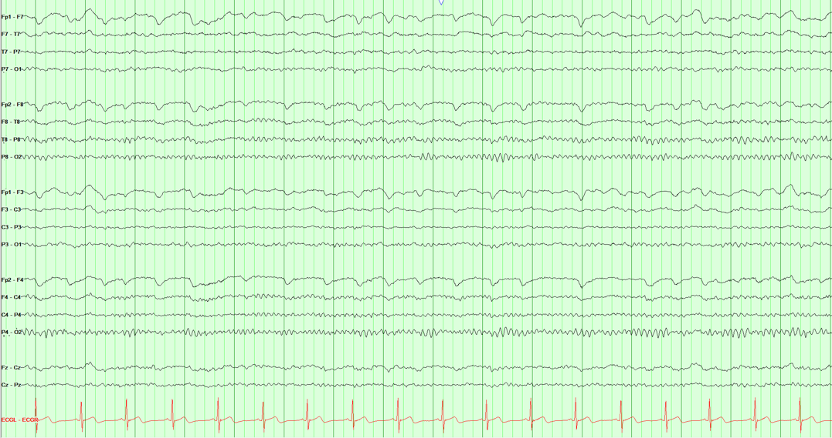 Fp1 - F7
F7 - T7
T7 - P7
P7 - O1
Fp2 - F8
F8 - T8
T8 - P8
P8 - O2
Fp1 - F3
F3 - C3
C3 - P3
P3 - O1
Fp2 - F4
F4 - C4
C4 - P4
P4 - O2
Fz - Cz
Cz - Pz
ECGL - ECGR